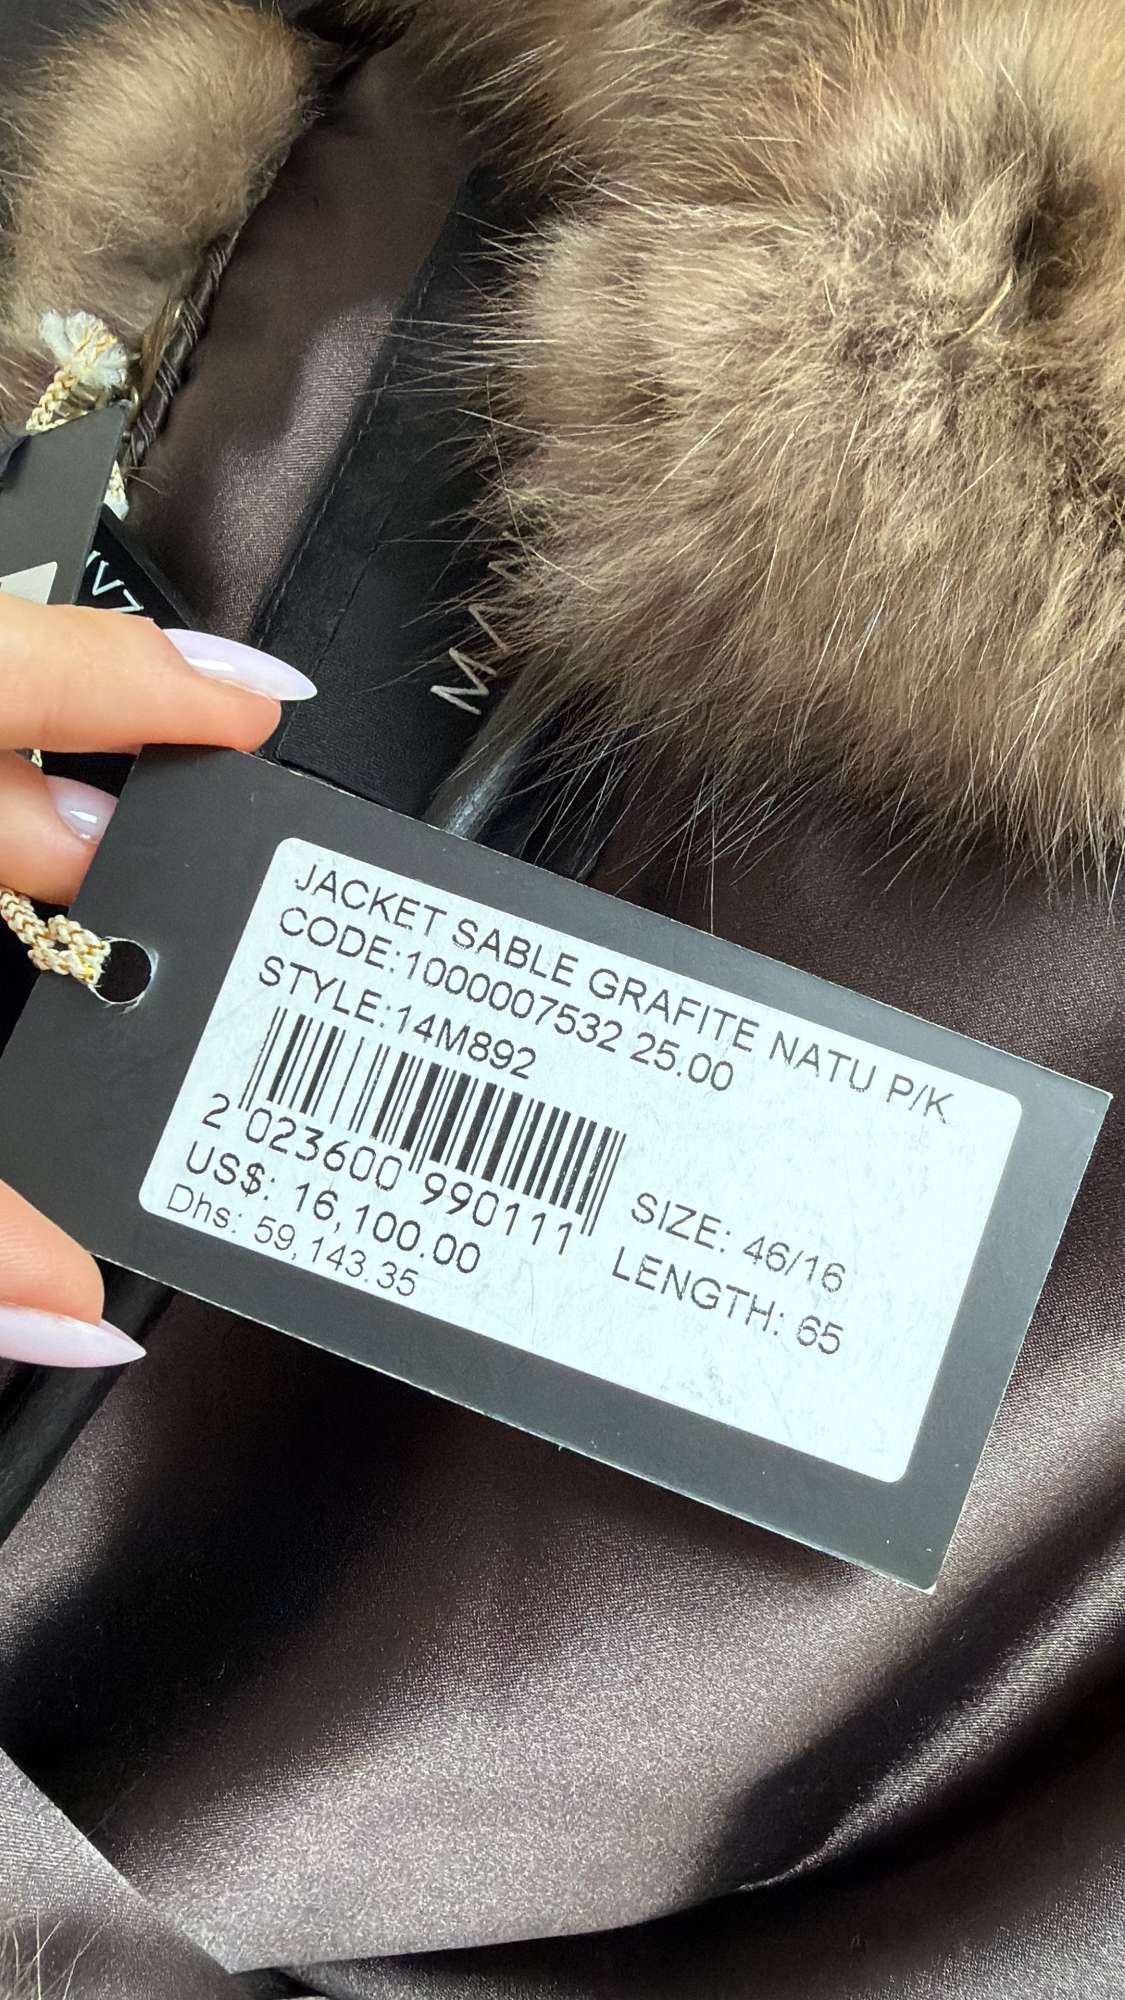 JACKET SABLE GRAFITE NATU P/K
CODE:1000007532 25.00
STYLE:14M892
2 023600 990111
US$: 16,100.00
Dhs: 59,143.35
SIZE: 46/16
LENGTH: 65